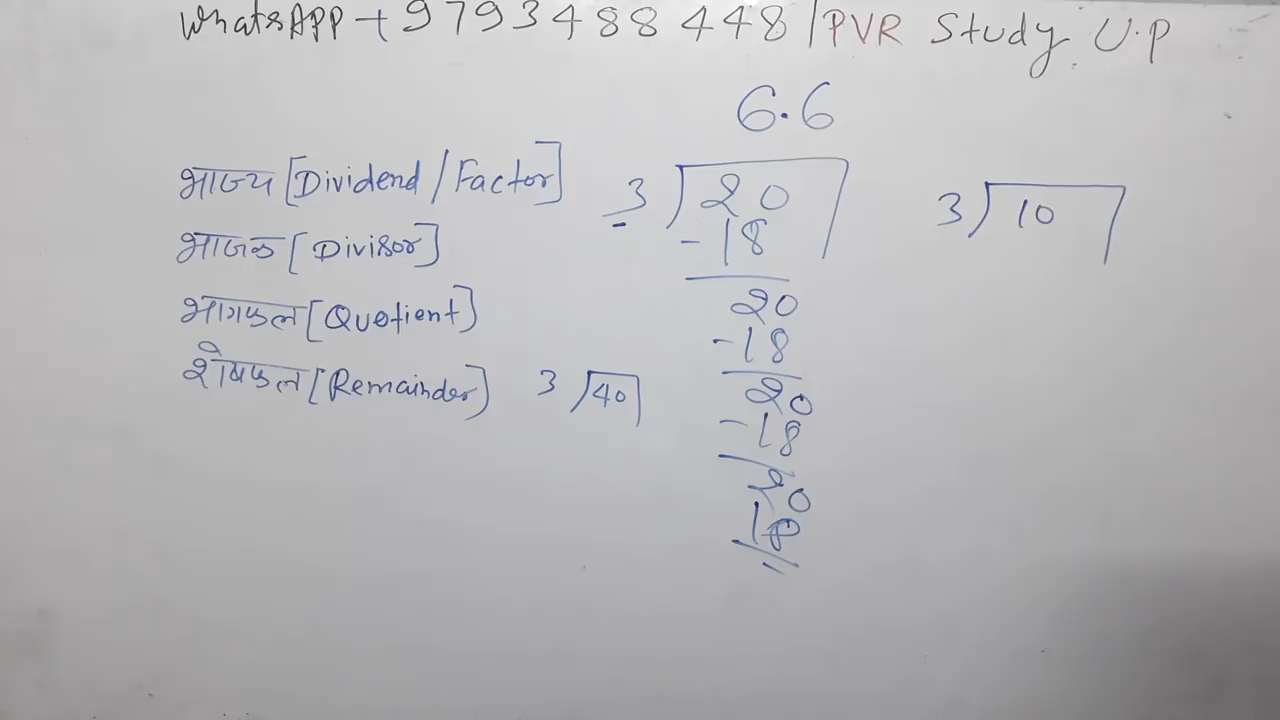 WhatsAPP + 9793488448 | PVR Study U.P
6.6
भाज्य [Dividend / Factor]
3 ) 20
3 ) 10
भाजक [Divisor]
- 18
20
भागफल [Quotient]
- 18
शेषफल [Remainder]
3 ) 40
20
- 18
20
18